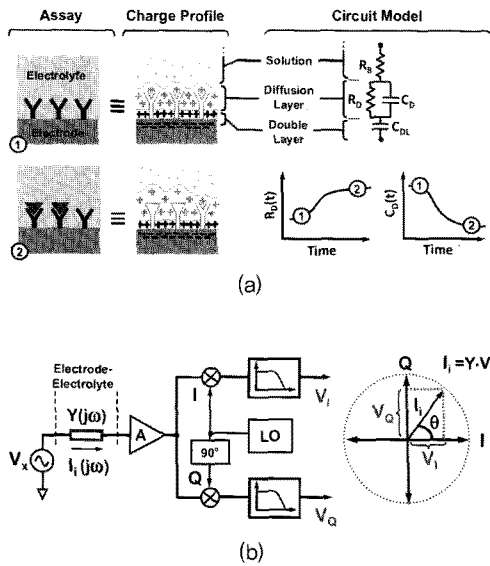 Assay
Charge Profile
Circuit Model
Electrolyte
Electrode
1
≡
Solution
Diffusion Layer
Double Layer
R_B
R_D
C_D
C_DL
2
≡
R_D(t)
1
2
Time
C_D(t)
1
2
Time
(a)
Electrode-
Electrolyte
Y(jω)
V_x
I_i(jω)
A
I
90°
Q
LO
V_I
V_Q
Q
I_i = Y·V
V_Q
I_i
θ
I
V_I
(b)